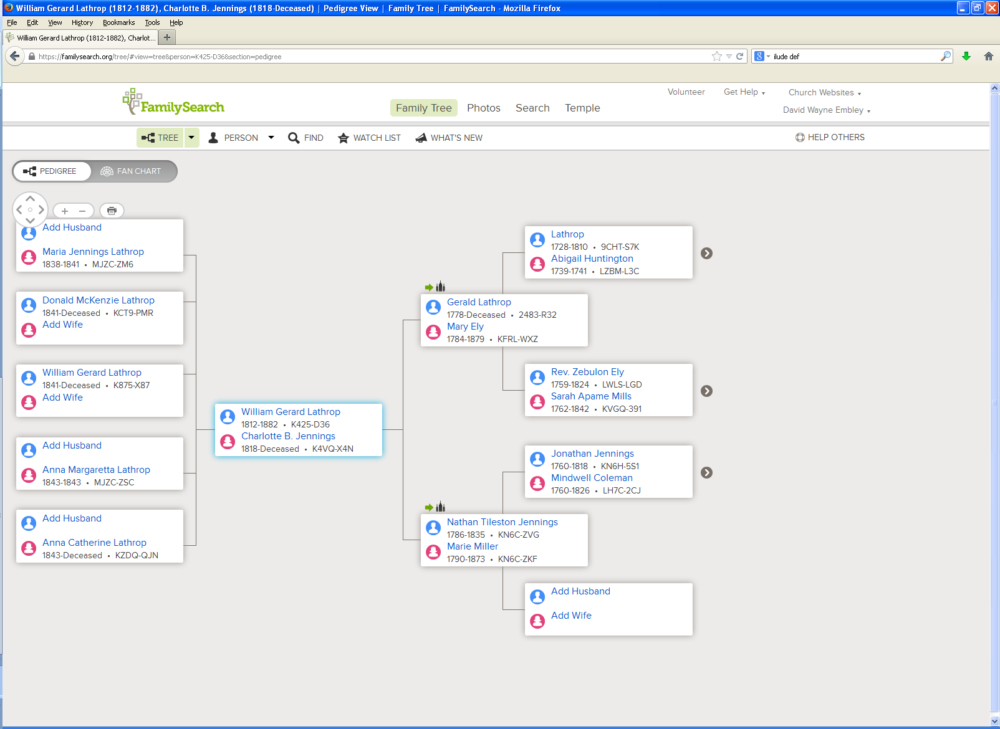 William Gerard Lathrop (1812-1882), Charlotte B. Jennings (1818-Deceased) | Pedigree View | Family Tree | FamilySearch - Mozilla Firefox
File Edit View History Bookmarks Tools Help
William Gerard Lathrop (1812-1882), Charlot...
https://familysearch.org/tree/#view=tree&person=K425-D36&section=pedigree
8 ilude def
FamilySearch
Family Tree Photos Search Temple
Volunteer Get Help Church Websites
David Wayne Embley
TREE PERSON FIND WATCH LIST WHAT'S NEW HELP OTHERS
PEDIGREE FAN CHART
Add Husband
Maria Jennings Lathrop
1838-1841 • MJZC-ZM6
Donald McKenzie Lathrop
1841-Deceased • KCT9-PMR
Add Wife
William Gerard Lathrop
1841-Deceased • K875-X87
Add Wife
Add Husband
Anna Margaretta Lathrop
1843-1843 • MJZC-ZSC
Add Husband
Anna Catherine Lathrop
1843-Deceased • KZDQ-QJN
William Gerard Lathrop
1812-1882 • K425-D36
Charlotte B. Jennings
1818-Deceased • K4VQ-X4N
Gerald Lathrop
1778-Deceased • 2483-R32
Mary Ely
1784-1879 • KFRL-WXZ
Nathan Tileston Jennings
1786-1835 • KN6C-ZVG
Marie Miller
1790-1873 • KN6C-ZKF
Lathrop
1728-1810 • 9CHT-S7K
Abigail Huntington
1739-1741 • LZBM-L3C
Rev. Zebulon Ely
1759-1824 • LWLS-LGD
Sarah Apame Mills
1762-1842 • KVGQ-391
Jonathan Jennings
1760-1818 • KN6H-5S1
Mindwell Coleman
1760-1826 • LH7C-2CJ
Add Husband
Add Wife